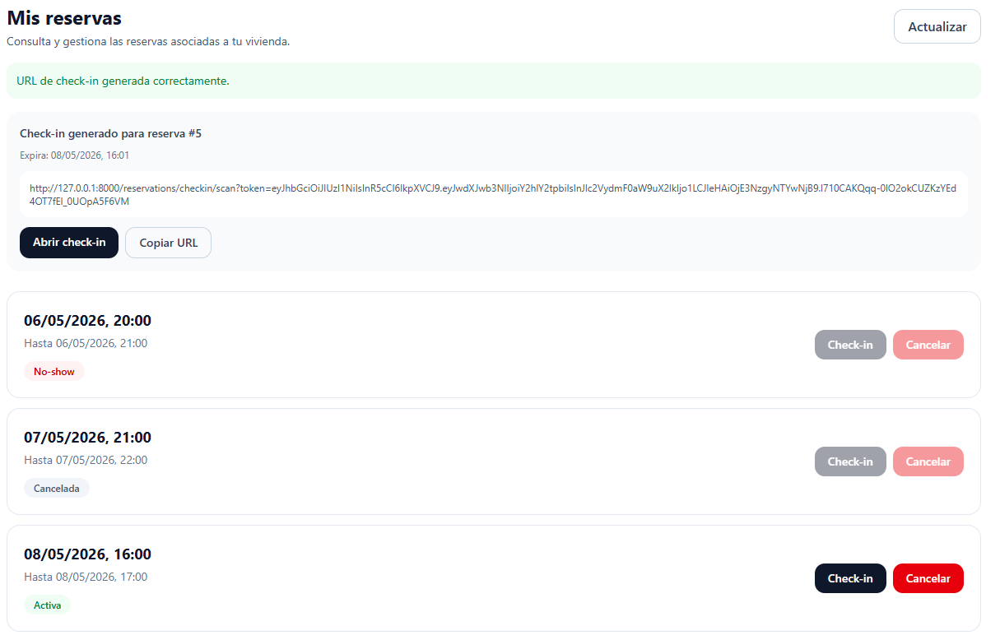 Mis reservas
Actualizar
Consulta y gestiona las reservas asociadas a tu vivienda.
URL de check-in generada correctamente.
Check-in generado para reserva #5
Expira: 08/05/2026, 16:01
http://127.0.0.1:8000/reservations/checkin/scan?token=eyJhbGciOiJIUzI1NiIsInR5cCI6IkpXVCJ9.eyJwdXJwb3NlIjoiY2hlY2tpbiIsInJlc2VydmF0aW9uX2lkIjo1LCJleHAiOjE3NzgyNTYwNjB9.I710CAKQqq-0IO2okCUZKzYEd
4OT7fEI_0UOpA5F6VM
Abrir check-in
Copiar URL
06/05/2026, 20:00
Hasta 06/05/2026, 21:00
No-show
Check-in
Cancelar
07/05/2026, 21:00
Hasta 07/05/2026, 22:00
Cancelada
Check-in
Cancelar
08/05/2026, 16:00
Hasta 08/05/2026, 17:00
Activa
Check-in
Cancelar